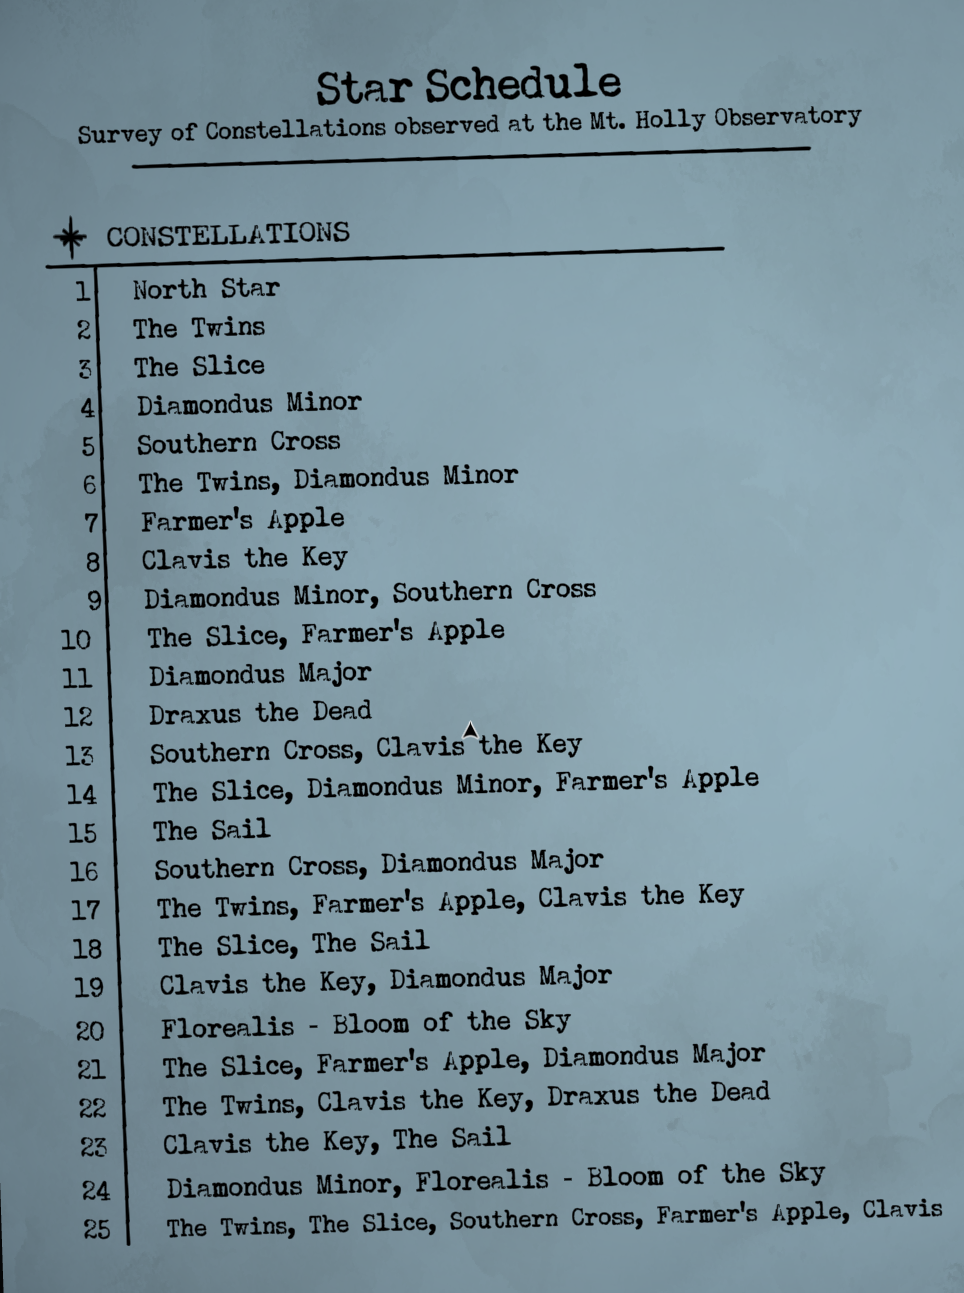 Star Schedule
Survey of Constellations observed at the Mt. Holly Observatory
CONSTELLATIONS
1 North Star
2 The Twins
3 The Slice
4 Diamondus Minor
5 Southern Cross
6 The Twins, Diamondus Minor
7 Farmer's Apple
8 Clavis the Key
9 Diamondus Minor, Southern Cross
10 The Slice, Farmer's Apple
11 Diamondus Major
12 Draxus the Dead
13 Southern Cross, Clavis the Key
14 The Slice, Diamondus Minor, Farmer's Apple
15 The Sail
16 Southern Cross, Diamondus Major
17 The Twins, Farmer's Apple, Clavis the Key
18 The Slice, The Sail
19 Clavis the Key, Diamondus Major
20 Florealis - Bloom of the Sky
21 The Slice, Farmer's Apple, Diamondus Major
22 The Twins, Clavis the Key, Draxus the Dead
23 Clavis the Key, The Sail
24 Diamondus Minor, Florealis - Bloom of the Sky
25 The Twins, The Slice, Southern Cross, Farmer's Apple, Clavis